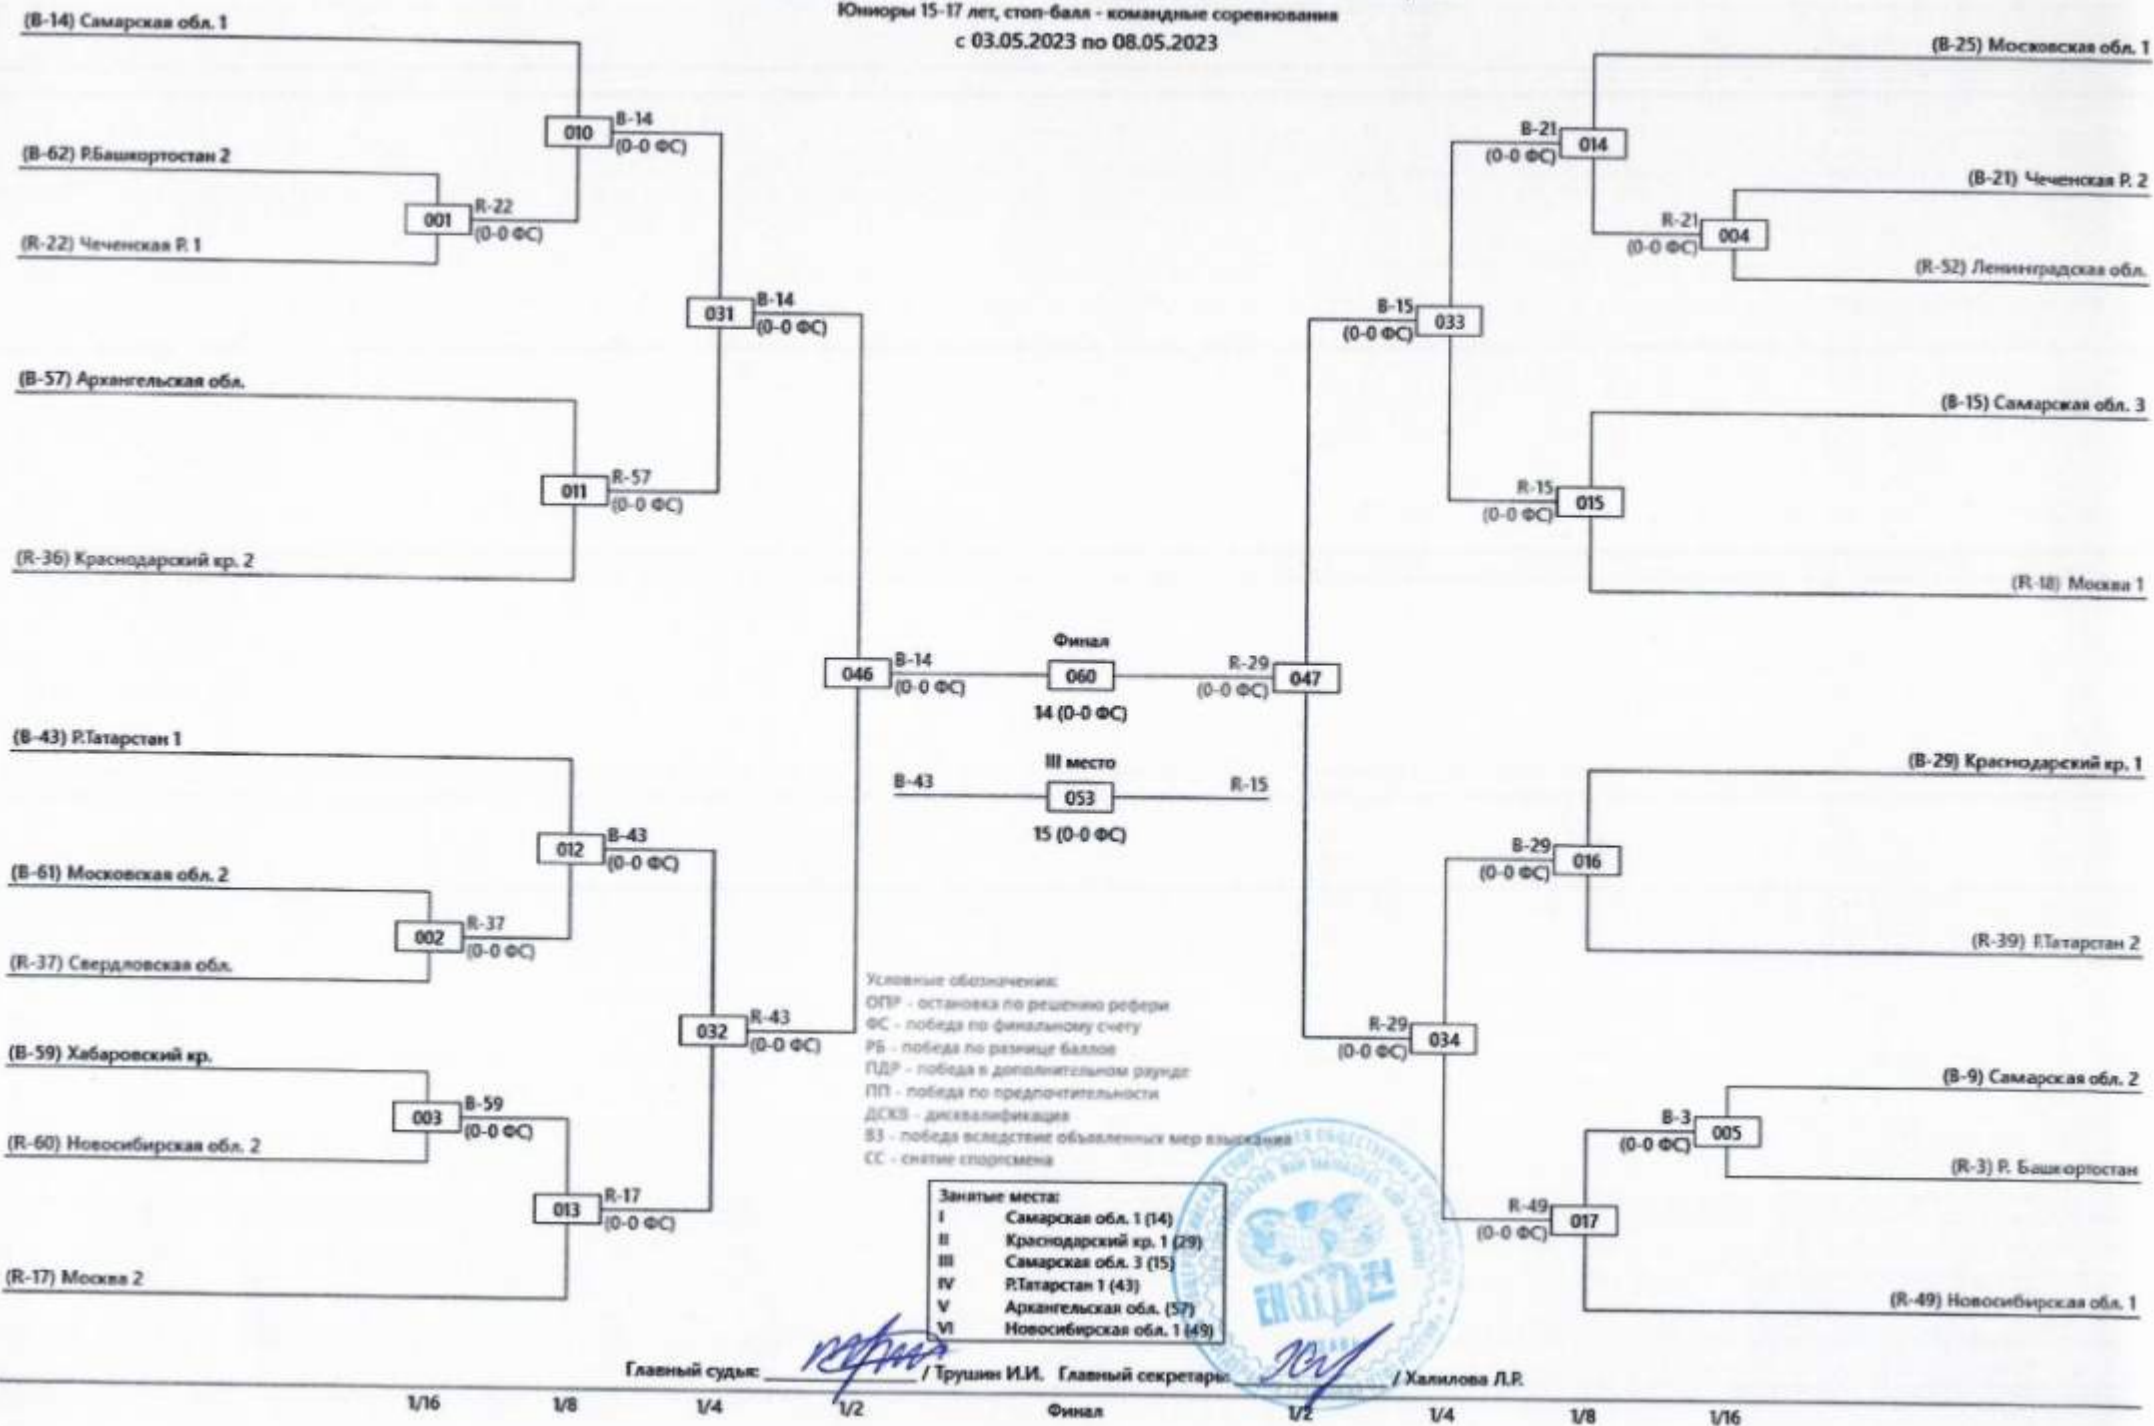 Юниоры 15-17 лет, стоп-балл - командные соревнования
с 03.05.2023 по 08.05.2023
(B-14) Самарская обл. 1
010
B-14
(0-0 ФС)
(B-62) Р.Башкортостан 2
001
R-22
(0-0 ФС)
(R-22) Чеченская Р. 1
031
B-14
(0-0 ФС)
(B-57) Архангельская обл.
011
R-57
(0-0 ФС)
(R-36) Краснодарский кр. 2
046
B-14
(0-0 ФС)
(B-43) Р.Татарстан 1
012
B-43
(0-0 ФС)
(B-61) Московская обл. 2
002
R-37
(0-0 ФС)
(R-37) Свердловская обл.
032
R-43
(0-0 ФС)
(B-59) Хабаровский кр.
003
B-59
(0-0 ФС)
(R-60) Новосибирская обл. 2
013
R-17
(0-0 ФС)
(R-17) Москва 2
Финал
060
14 (0-0 ФС)
III место
B-43
053
R-15
15 (0-0 ФС)
(B-25) Московская обл. 1
B-21
(0-0 ФС)
014
(B-21) Чеченская Р. 2
R-21
(0-0 ФС)
004
(R-52) Ленинградская обл.
B-15
(0-0 ФС)
033
(B-15) Самарская обл. 3
R-15
(0-0 ФС)
015
(R-18) Москва 1
R-29
(0-0 ФС)
047
(B-29) Краснодарский кр. 1
B-29
(0-0 ФС)
016
(R-39) Р.Татарстан 2
R-29
(0-0 ФС)
034
(B-9) Самарская обл. 2
B-3
(0-0 ФС)
005
(R-3) Р. Башкортостан
R-49
(0-0 ФС)
017
(R-49) Новосибирская обл. 1
Условные обозначения:
ОПР - остановка по решению рефери
ФС - победа по финальному счету
РБ - победа по разнице баллов
ПДР - победа в дополнительном раунде
ПП - победа по предпочтительности
ДСКВ - дисквалификация
ВЗ - победа вследствие объявленных мер взыскания
СС - снятие спортсмена
Занятые места:
I Самарская обл. 1 (14)
II Краснодарский кр. 1 (29)
III Самарская обл. 3 (15)
IV Р.Татарстан 1 (43)
V Архангельская обл. (57)
VI Новосибирская обл. 1 (49)
Главный судья: / Трушин И.И. Главный секретарь / Халилова Л.Р.
1/16 1/8 1/4 1/2 Финал 1/2 1/4 1/8 1/16